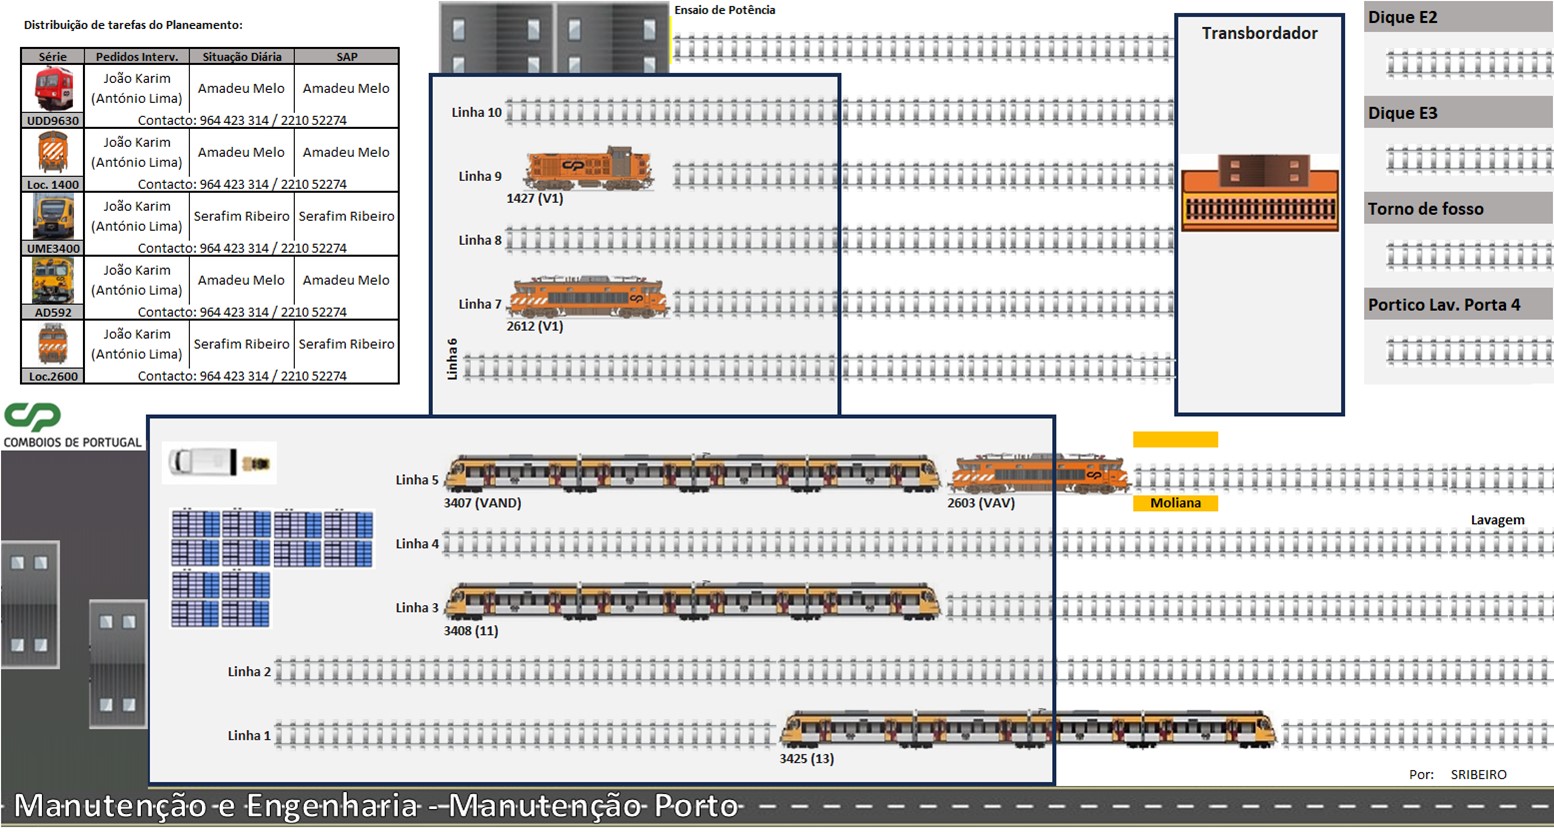 Distribuição de tarefas do Planeamento:
Série Pedidos Interv. Situação Diária SAP
UDD9630 João Karim (António Lima) Amadeu Melo Amadeu Melo
Contacto: 964 423 314 / 2210 52274
Loc. 1400 João Karim (António Lima) Amadeu Melo Amadeu Melo
Contacto: 964 423 314 / 2210 52274
UME3400 João Karim (António Lima) Serafim Ribeiro Serafim Ribeiro
Contacto: 964 423 314 / 2210 52274
AD592 João Karim (António Lima) Amadeu Melo Amadeu Melo
Contacto: 964 423 314 / 2210 52274
Loc.2600 João Karim (António Lima) Serafim Ribeiro Serafim Ribeiro
Contacto: 964 423 314 / 2210 52274
COMBOIOS DE PORTUGAL
Ensaio de Potência
Linha 10
Linha 9
1427 (V1)
Linha 8
Linha 7
2612 (V1)
Linha 6
Transbordador
Dique E2
Dique E3
Torno de fosso
Portico Lav. Porta 4
Linha 5
3407 (VAND)
2603 (VAV)
Moliana
Lavagem
Linha 4
Linha 3
3408 (11)
Linha 2
Linha 1
3425 (13)
Por: SRIBEIRO
Manutenção e Engenharia - Manutenção Porto